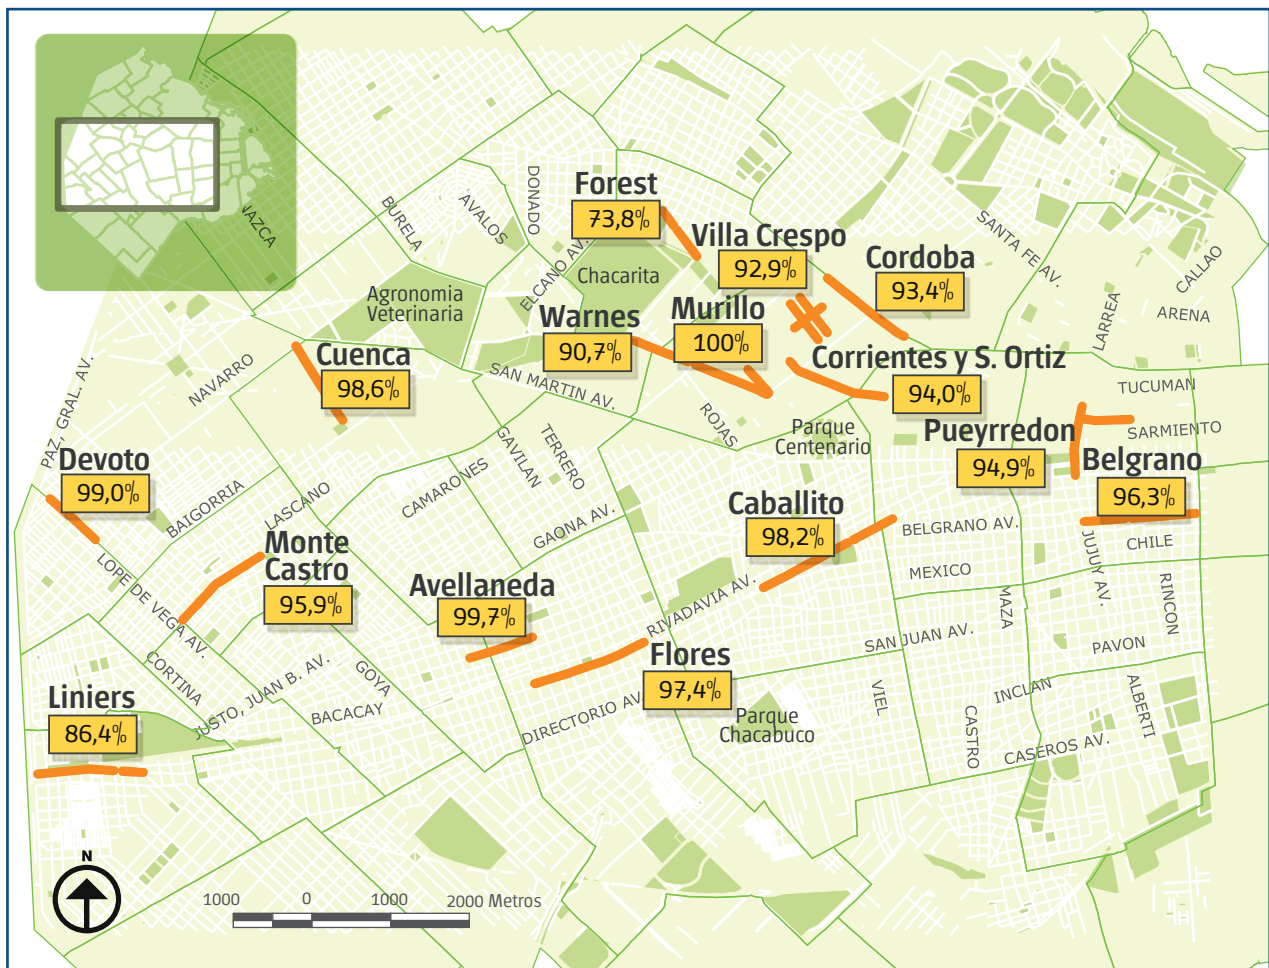 Forest
73,8%
Villa Crespo
92,9%
Cordoba
93,4%
Warnes
90,7%
Murillo
100%
Cuenca
98,6%
Corrientes y S. Ortiz
94,0%
Pueyrredon
94,9%
Belgrano
96,3%
Devoto
99,0%
Caballito
98,2%
Monte
Castro
95,9%
Avellaneda
99,7%
Flores
97,4%
Liniers
86,4%
DONADO
AVALOS
BURELA
ELCANO AV.
Chacarita
Agronomia
Veterinaria
SANTA FE AV.
CALLAO
LARREA
ARENA
TUCUMAN
SARMIENTO
PAZ, GRAL. AV.
NAVARRO
SAN MARTIN AV.
ROJAS
Parque
Centenario
GAVILAN
TERRERO
CAMARONES
BAIGORRIA
LASCANO
GAONA AV.
BELGRANO AV.
MEXICO
CHILE
JUJUY AV.
RINCON
MAZA
LOPE DE VEGA AV.
RIVADAVIA AV.
SAN JUAN AV.
PAVON
CORTINA
JUSTO, JUAN B. AV.
GOYA
BACACAY
DIRECTORIO AV.
Parque
Chacabuco
VIEL
INCLAN
CASTRO
ALBERTI
CASEROS AV.
N
1000
0
1000
2000 Metros